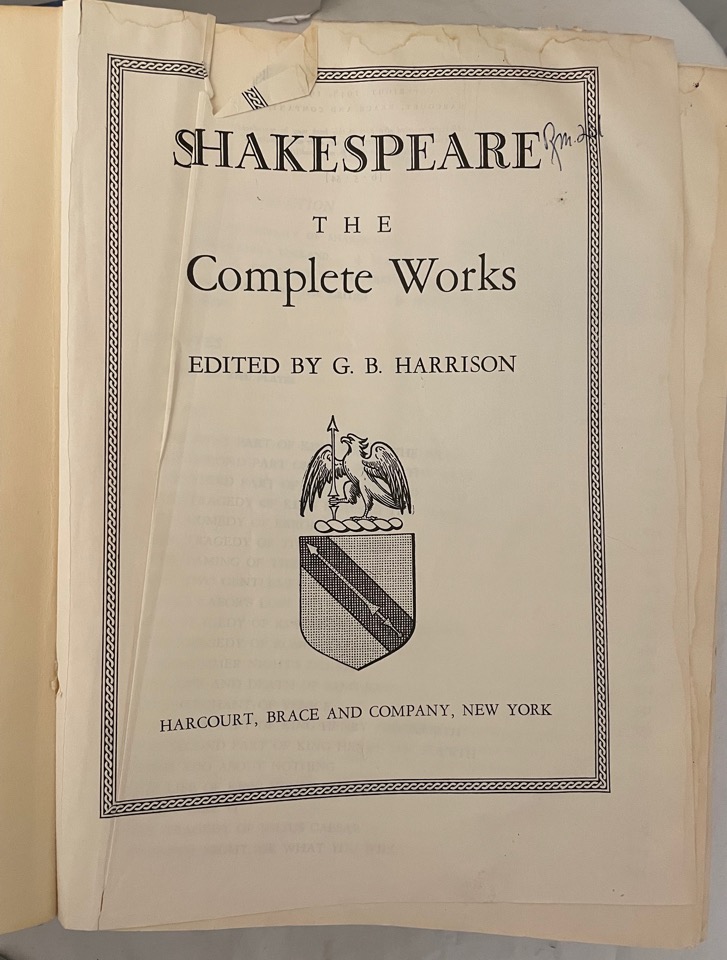 SHAKESPEARE
THE
Complete Works
EDITED BY G. B. HARRISON
HARCOURT, BRACE AND COMPANY, NEW YORK